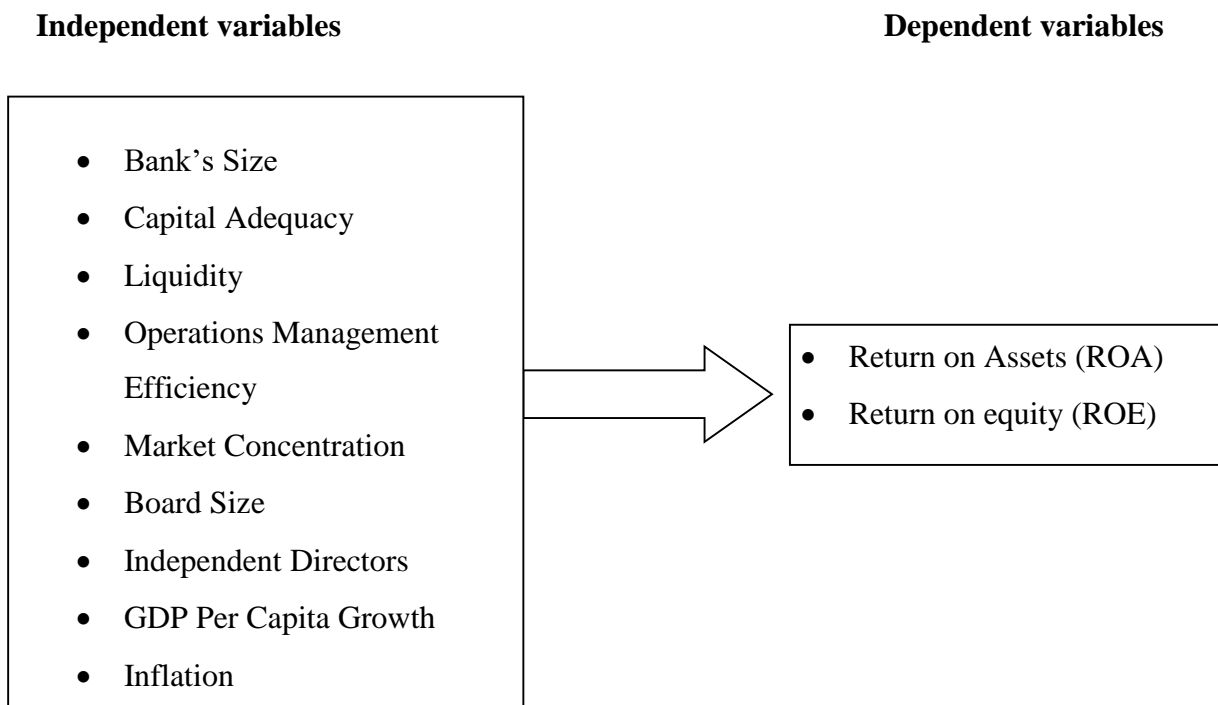 Independent variables
Dependent variables
• Bank’s Size
• Capital Adequacy
• Liquidity
• Operations Management
Efficiency
• Market Concentration
• Board Size
• Independent Directors
• GDP Per Capita Growth
• Inflation
• Return on Assets (ROA)
• Return on equity (ROE)